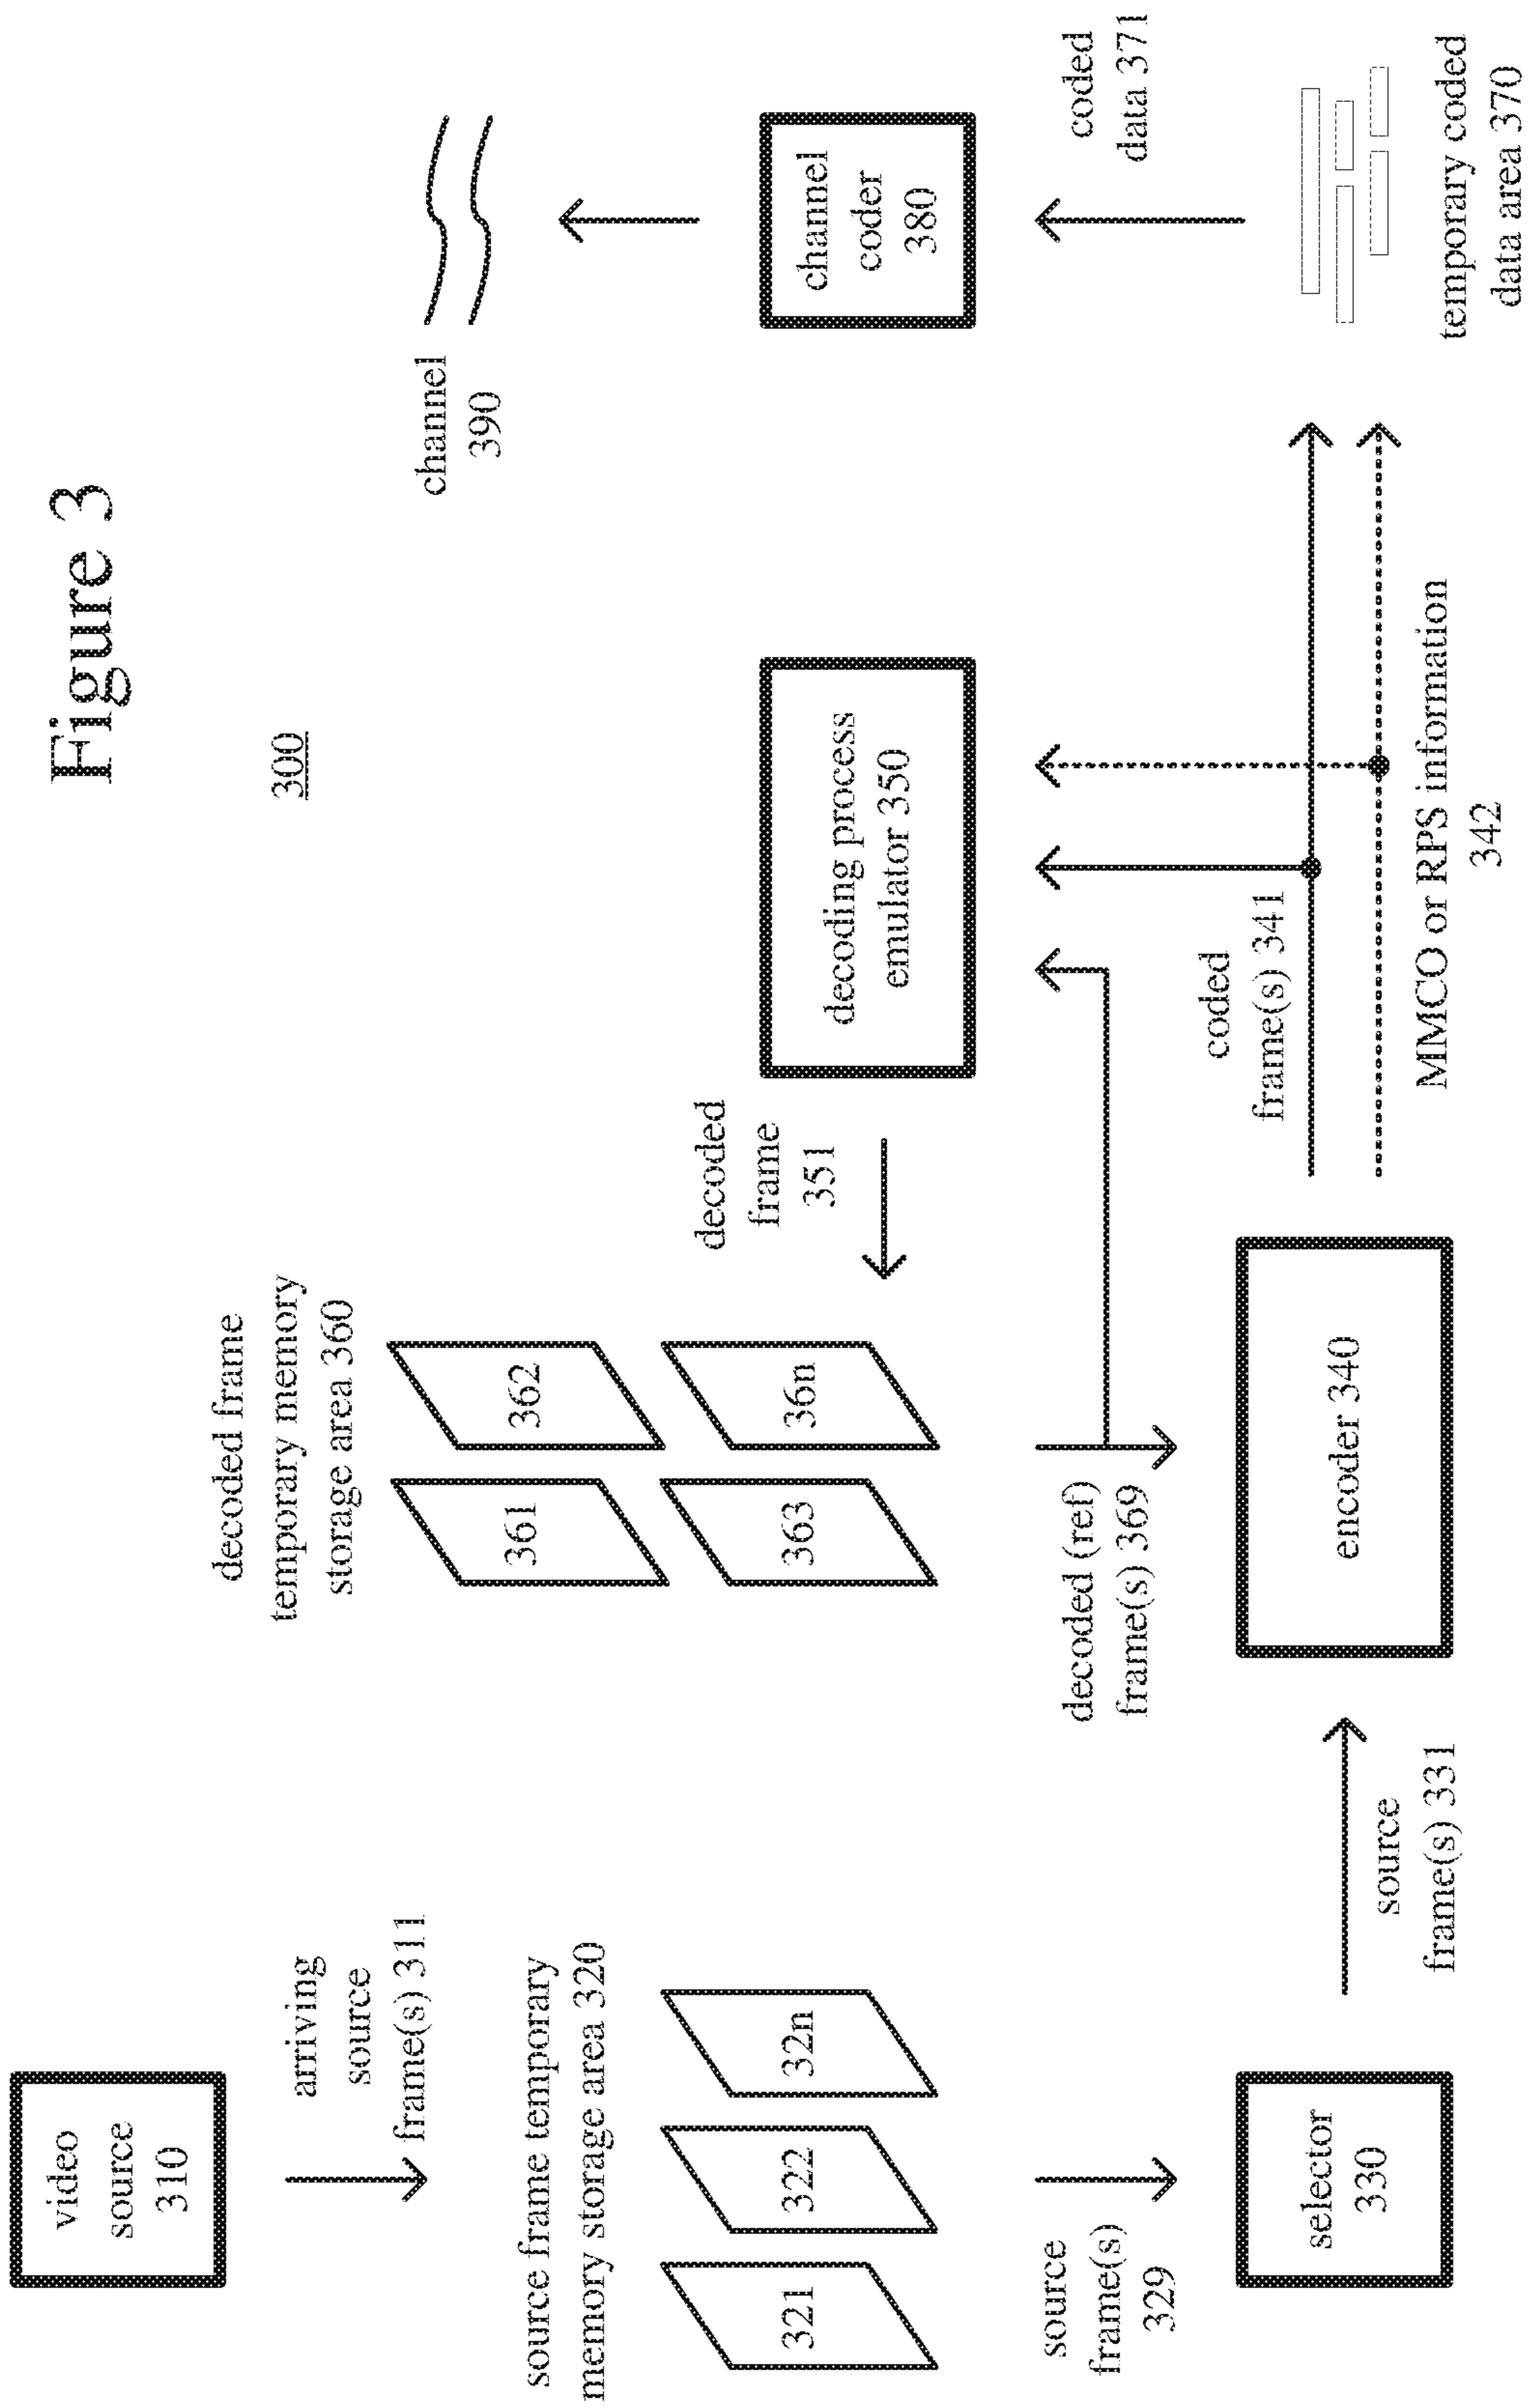 Figure 3
300
video
source
310
arriving
source
frame(s) 311
source frame temporary
memory storage area 320
321
322
32n
source
frame(s)
329
selector
330
source
frame(s) 331
decoded frame
temporary memory
storage area 360
361
362
363
36n
decoded (ref)
frame(s) 369
encoder 340
decoded
frame
351
decoding process
emulator 350
coded
frame(s) 341
MMCO or RPS information
342
channel
390
channel
coder
380
coded
data 371
temporary coded
data area 370